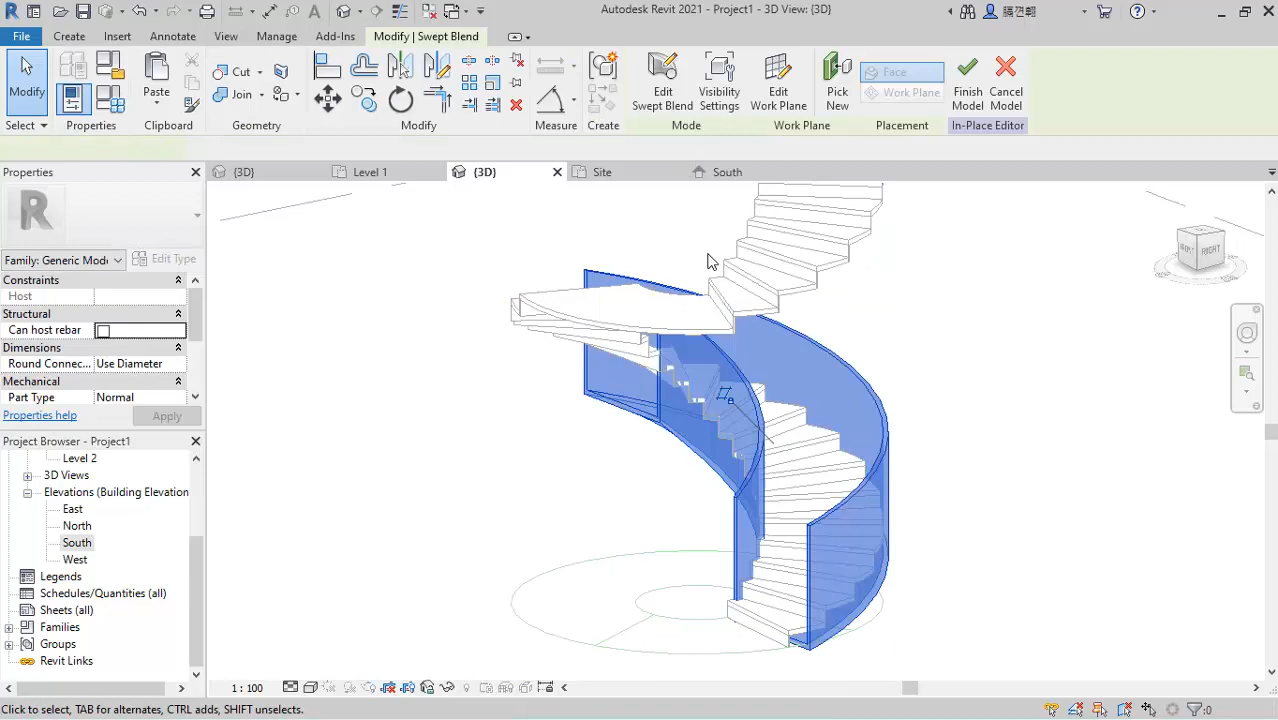 Autodesk Revit 2021 - Project1 - 3D View: {3D}
File Create Insert Annotate View Manage Add-Ins Modify | Swept Blend
Modify Paste Cut Join Edit Swept Blend Visibility Settings Edit Work Plane Pick New Face Work Plane Finish Model Cancel Model
Select Properties Clipboard Geometry Modify Measure Create Mode Work Plane Placement In-Place Editor
Properties {3D} Level 1 {3D} Site South
R
Family: Generic Mode Edit Type
Constraints
Host
Structural
Can host rebar
Dimensions
Round Connec... Use Diameter
Mechanical
Part Type Normal
Properties help Apply
Project Browser - Project1
Level 2
3D Views
Elevations (Building Elevation
East
North
South
West
Legends
Schedules/Quantities (all)
Sheets (all)
Families
Groups
Revit Links
RIGHT
1 : 100
Click to select, TAB for alternates, CTRL adds, SHIFT unselects.
:0